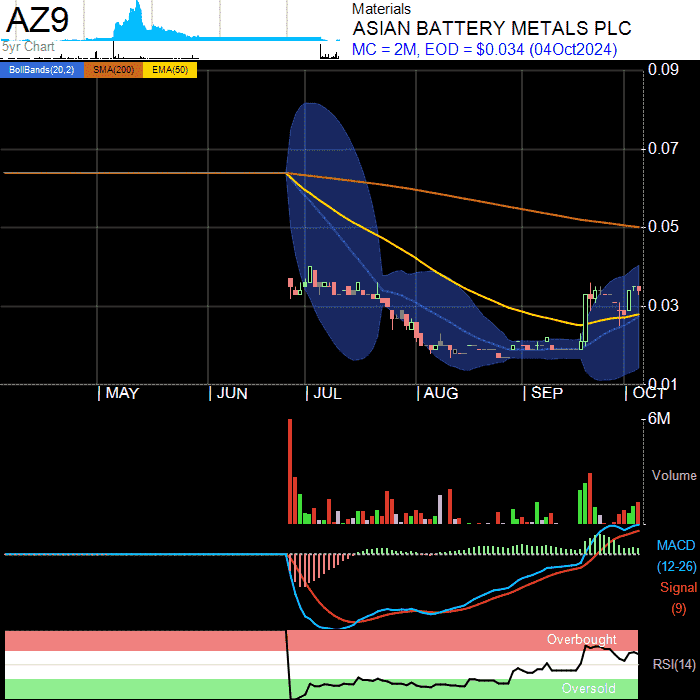 AZ9
5yr Chart
Materials
ASIAN BATTERY METALS PLC
MC = 2M, EOD = $0.034 (04Oct2024)
BollBands(20,2) SMA(200) EMA(50)
0.09
0.07
0.05
0.03
0.01
MAY JUN JUL AUG SEP OCT
6M
Volume
MACD
(12-26)
Signal
(9)
Overbought
RSI(14)
Oversold